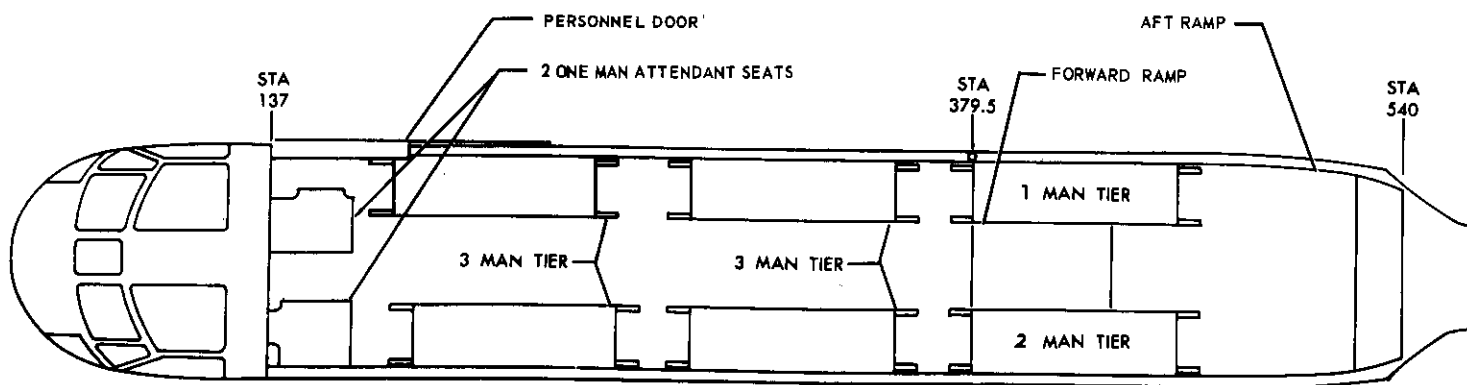 PERSONNEL DOOR
AFT RAMP
STA
137
2 ONE MAN ATTENDANT SEATS
STA
379.5
FORWARD RAMP
STA
540
1 MAN TIER
3 MAN TIER
3 MAN TIER
2 MAN TIER